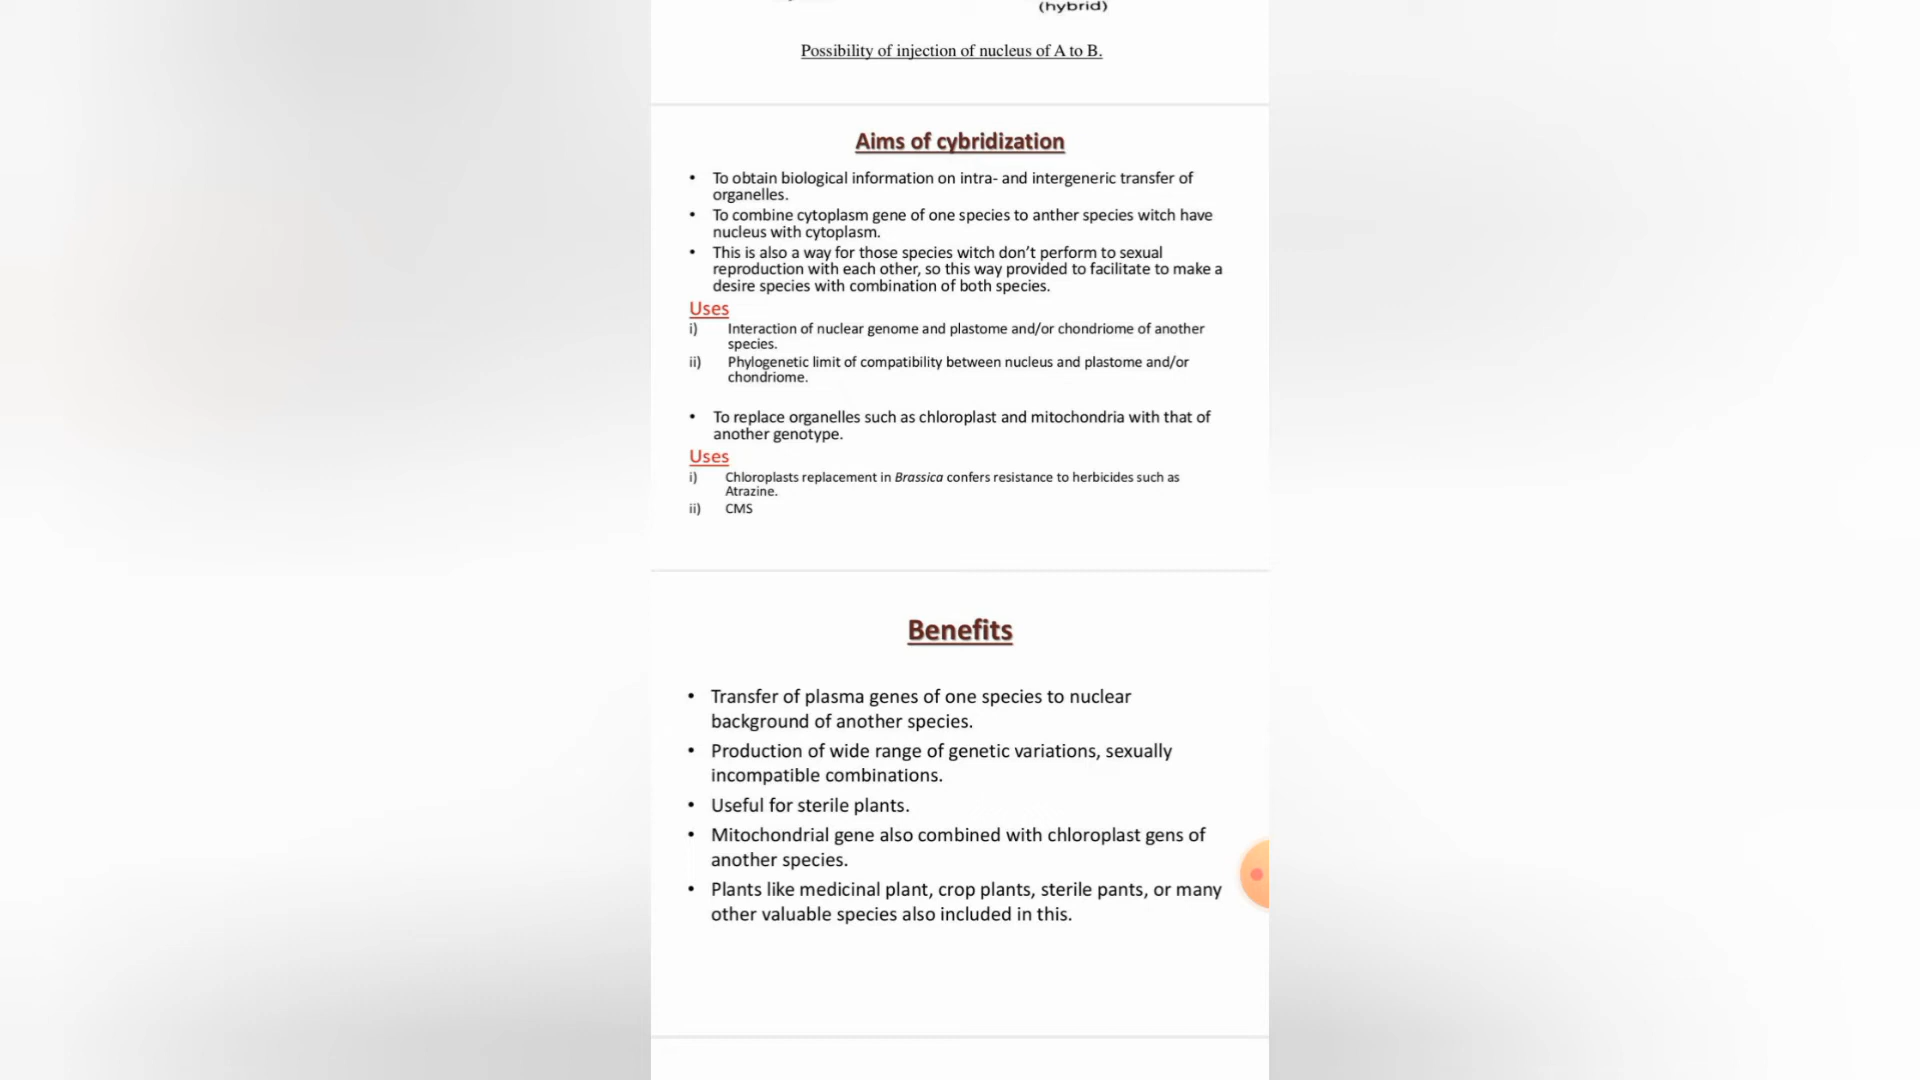 (hybrid)
Possibility of injection of nucleus of A to B.
Aims of cybridization
• To obtain biological information on intra- and intergeneric transfer of
organelles.
• To combine cytoplasm gene of one species to anther species witch have
nucleus with cytoplasm.
• This is also a way for those species witch don't perform to sexual
reproduction with each other, so this way provided to facilitate to make a
desire species with combination of both species.
Uses
i) Interaction of nuclear genome and plastome and/or chondriome of another
species.
ii) Phylogenetic limit of compatibility between nucleus and plastome and/or
chondriome.
• To replace organelles such as chloroplast and mitochondria with that of
another genotype.
Uses
i) Chloroplasts replacement in Brassica confers resistance to herbicides such as
Atrazine.
ii) CMS
Benefits
• Transfer of plasma genes of one species to nuclear
background of another species.
• Production of wide range of genetic variations, sexually
incompatible combinations.
• Useful for sterile plants.
• Mitochondrial gene also combined with chloroplast gens of
another species.
• Plants like medicinal plant, crop plants, sterile pants, or many
other valuable species also included in this.